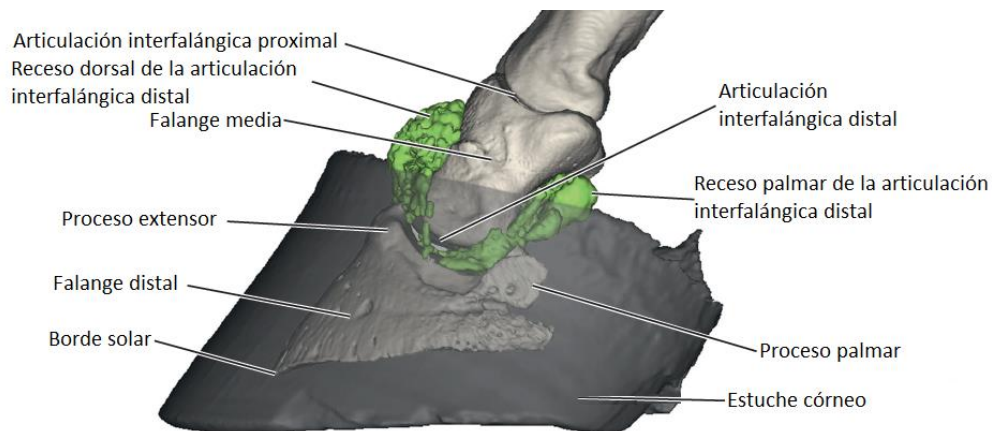 Articulación interfalángica proximal
Receso dorsal de la articulación
interfalángica distal
Falange media
Proceso extensor
Falange distal
Borde solar
Articulación
interfalángica distal
Receso palmar de la articulación
interfalángica distal
Proceso palmar
Estuche córneo